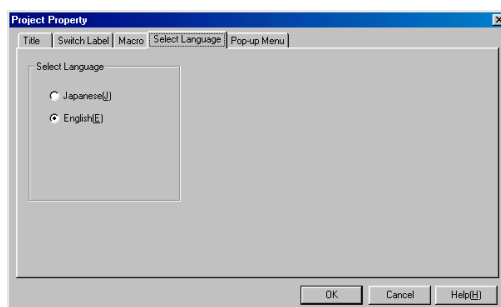 Project Property
Title Switch Label Macro Select Language Pop-up Menu
Select Language
Japanese(J)
English(E)
OK Cancel Help(H)